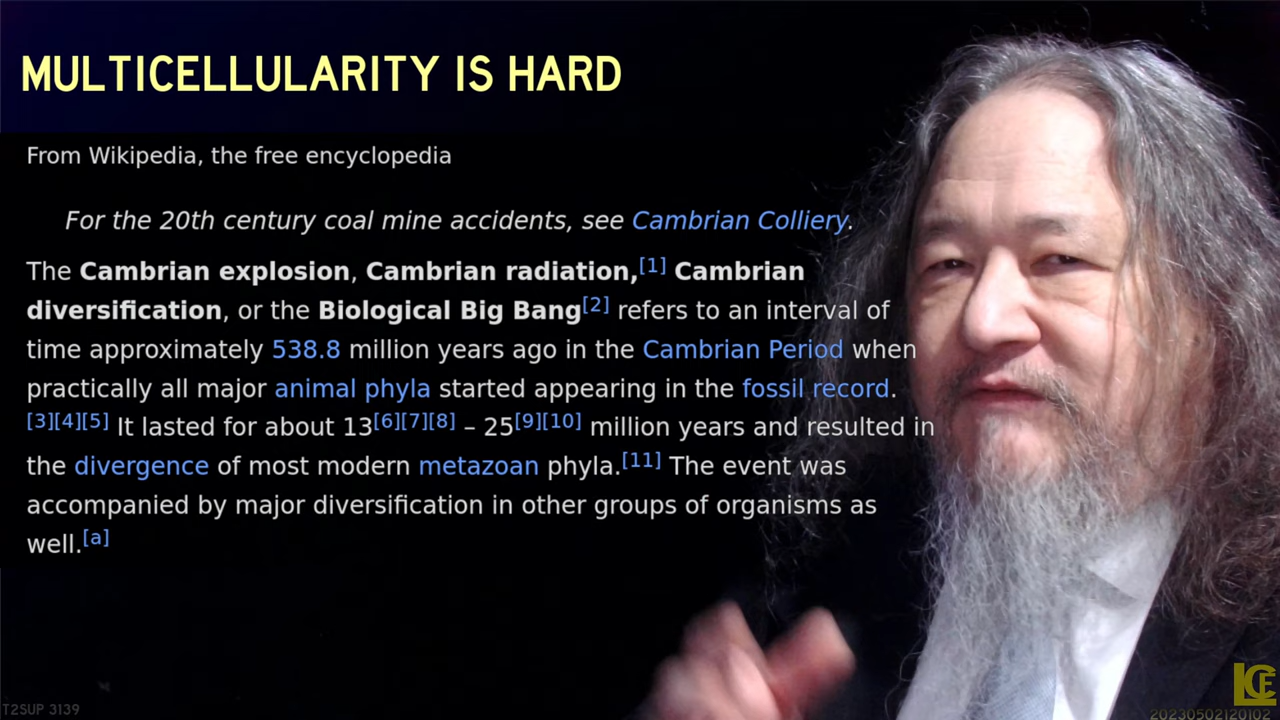 MULTICELLULARITY IS HARD
From Wikipedia, the free encyclopedia
For the 20th century coal mine accidents, see Cambrian Colliery.
The Cambrian explosion, Cambrian radiation,[1] Cambrian
diversification, or the Biological Big Bang[2] refers to an interval of
time approximately 538.8 million years ago in the Cambrian Period when
practically all major animal phyla started appearing in the fossil record.
[3][4][5] It lasted for about 13[6][7][8] – 25[9][10] million years and resulted in
the divergence of most modern metazoan phyla.[11] The event was
accompanied by major diversification in other groups of organisms as
well.[a]
T2SUP 3139
20230502120102